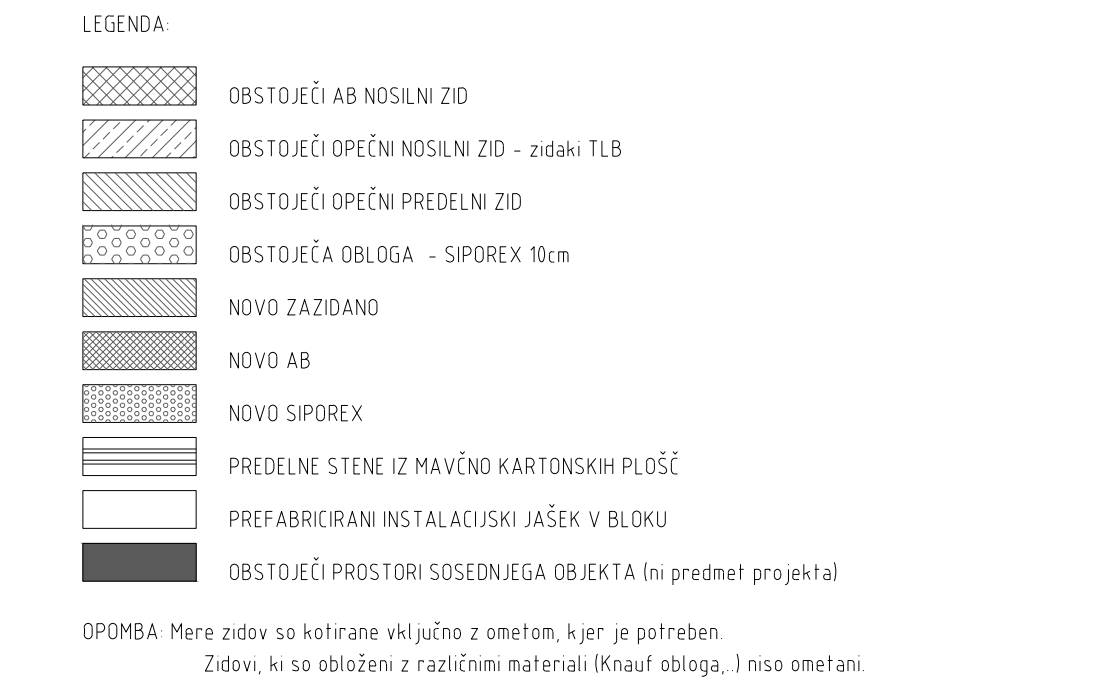 LEGENDA:
OBSTOJEČI AB NOSILNI ZID
OBSTOJEČI OPEČNI NOSILNI ZID - zidaki TLB
OBSTOJEČI OPEČNI PREDELNI ZID
OBSTOJEČA OBLOGA - SIPOREX 10cm
NOVO ZAZIDANO
NOVO AB
NOVO SIPOREX
PREDELNE STENE IZ MAVČNO KARTONSKIH PLOŠČ
PREFABRICIRANI INSTALACIJSKI JAŠEK V BLOKU
OBSTOJEČI PROSTORI SOSEDNJEGA OBJEKTA (ni predmet projekta)
OPOMBA: Mere zidov so kotirane vključno z ometom, kjer je potreben.
Zidovi, ki so obloženi z različnimi materiali (Knauf obloga,..) niso ometani.